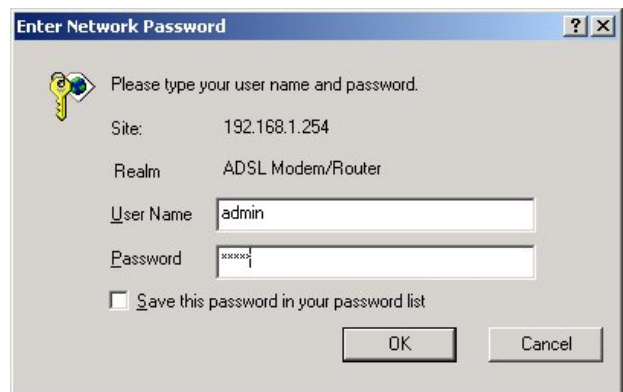 Enter Network Password
Please type your user name and password.
Site: 192.168.1.254
Realm ADSL Modem/Router
User Name admin
Password *****
Save this password in your password list
OK Cancel